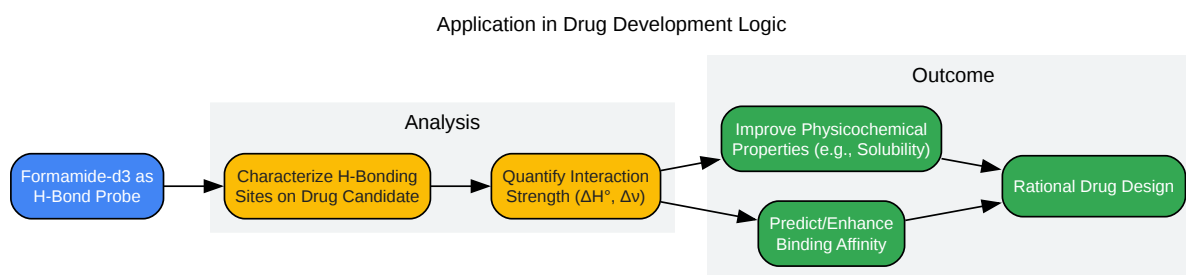 Application in Drug Development Logic
Analysis
Outcome
Formamide-d3 as
H-Bond Probe
Characterize H-Bonding
Sites on Drug Candidate
Quantify Interaction
Strength (ΔH°, Δν)
Improve Physicochemical
Properties (e.g., Solubility)
Predict/Enhance
Binding Affinity
Rational Drug Design